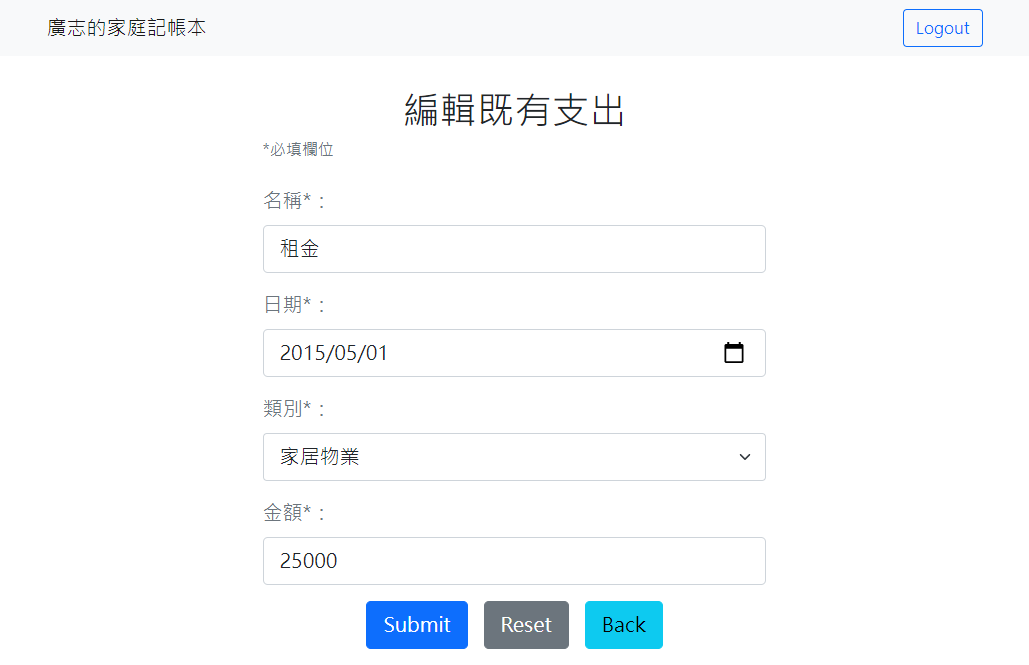 廣志的家庭記帳本
Logout
編輯既有支出
*必填欄位
名稱*：
租金
日期*：
2015/05/01
類別*：
家居物業
金額*：
25000
Submit Reset Back